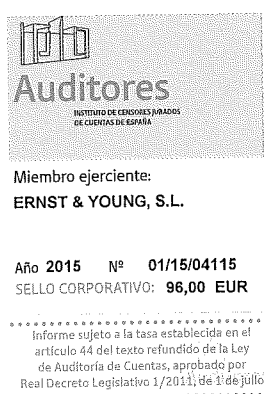 Auditores
INSTITUTO DE CENSORES JURADOS
DE CUENTAS DE ESPAÑA
Miembro ejerciente:
ERNST & YOUNG, S.L.
Año 2015 Nº 01/15/04115
SELLO CORPORATIVO: 96,00 EUR
Informe sujeto a la tasa establecida en el
artículo 44 del texto refundido de la Ley
de Auditoría de Cuentas, aprobado por
Real Decreto Legislativo 1/2011, de 1 de julio